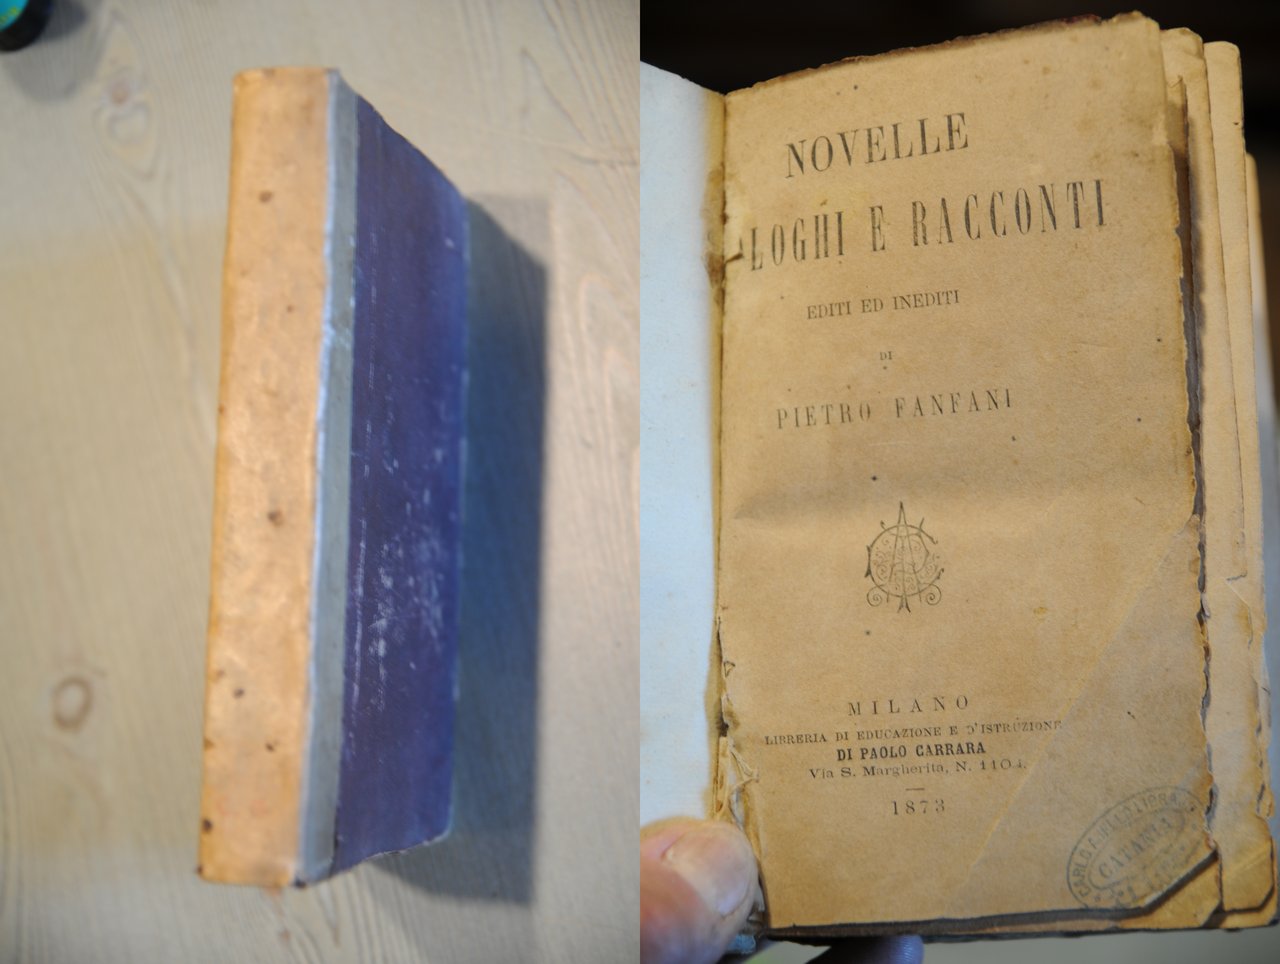 NOVELLE
LOGHI E RACCONTI
EDITI ED INEDITI
DI
PIETRO FANFANI
MILANO
LIBRERIA DI EDUCAZIONE E D'ISTRUZIONE
DI PAOLO CARRARA
Via S. Margherita, N. 1104.
1873
CATANIA